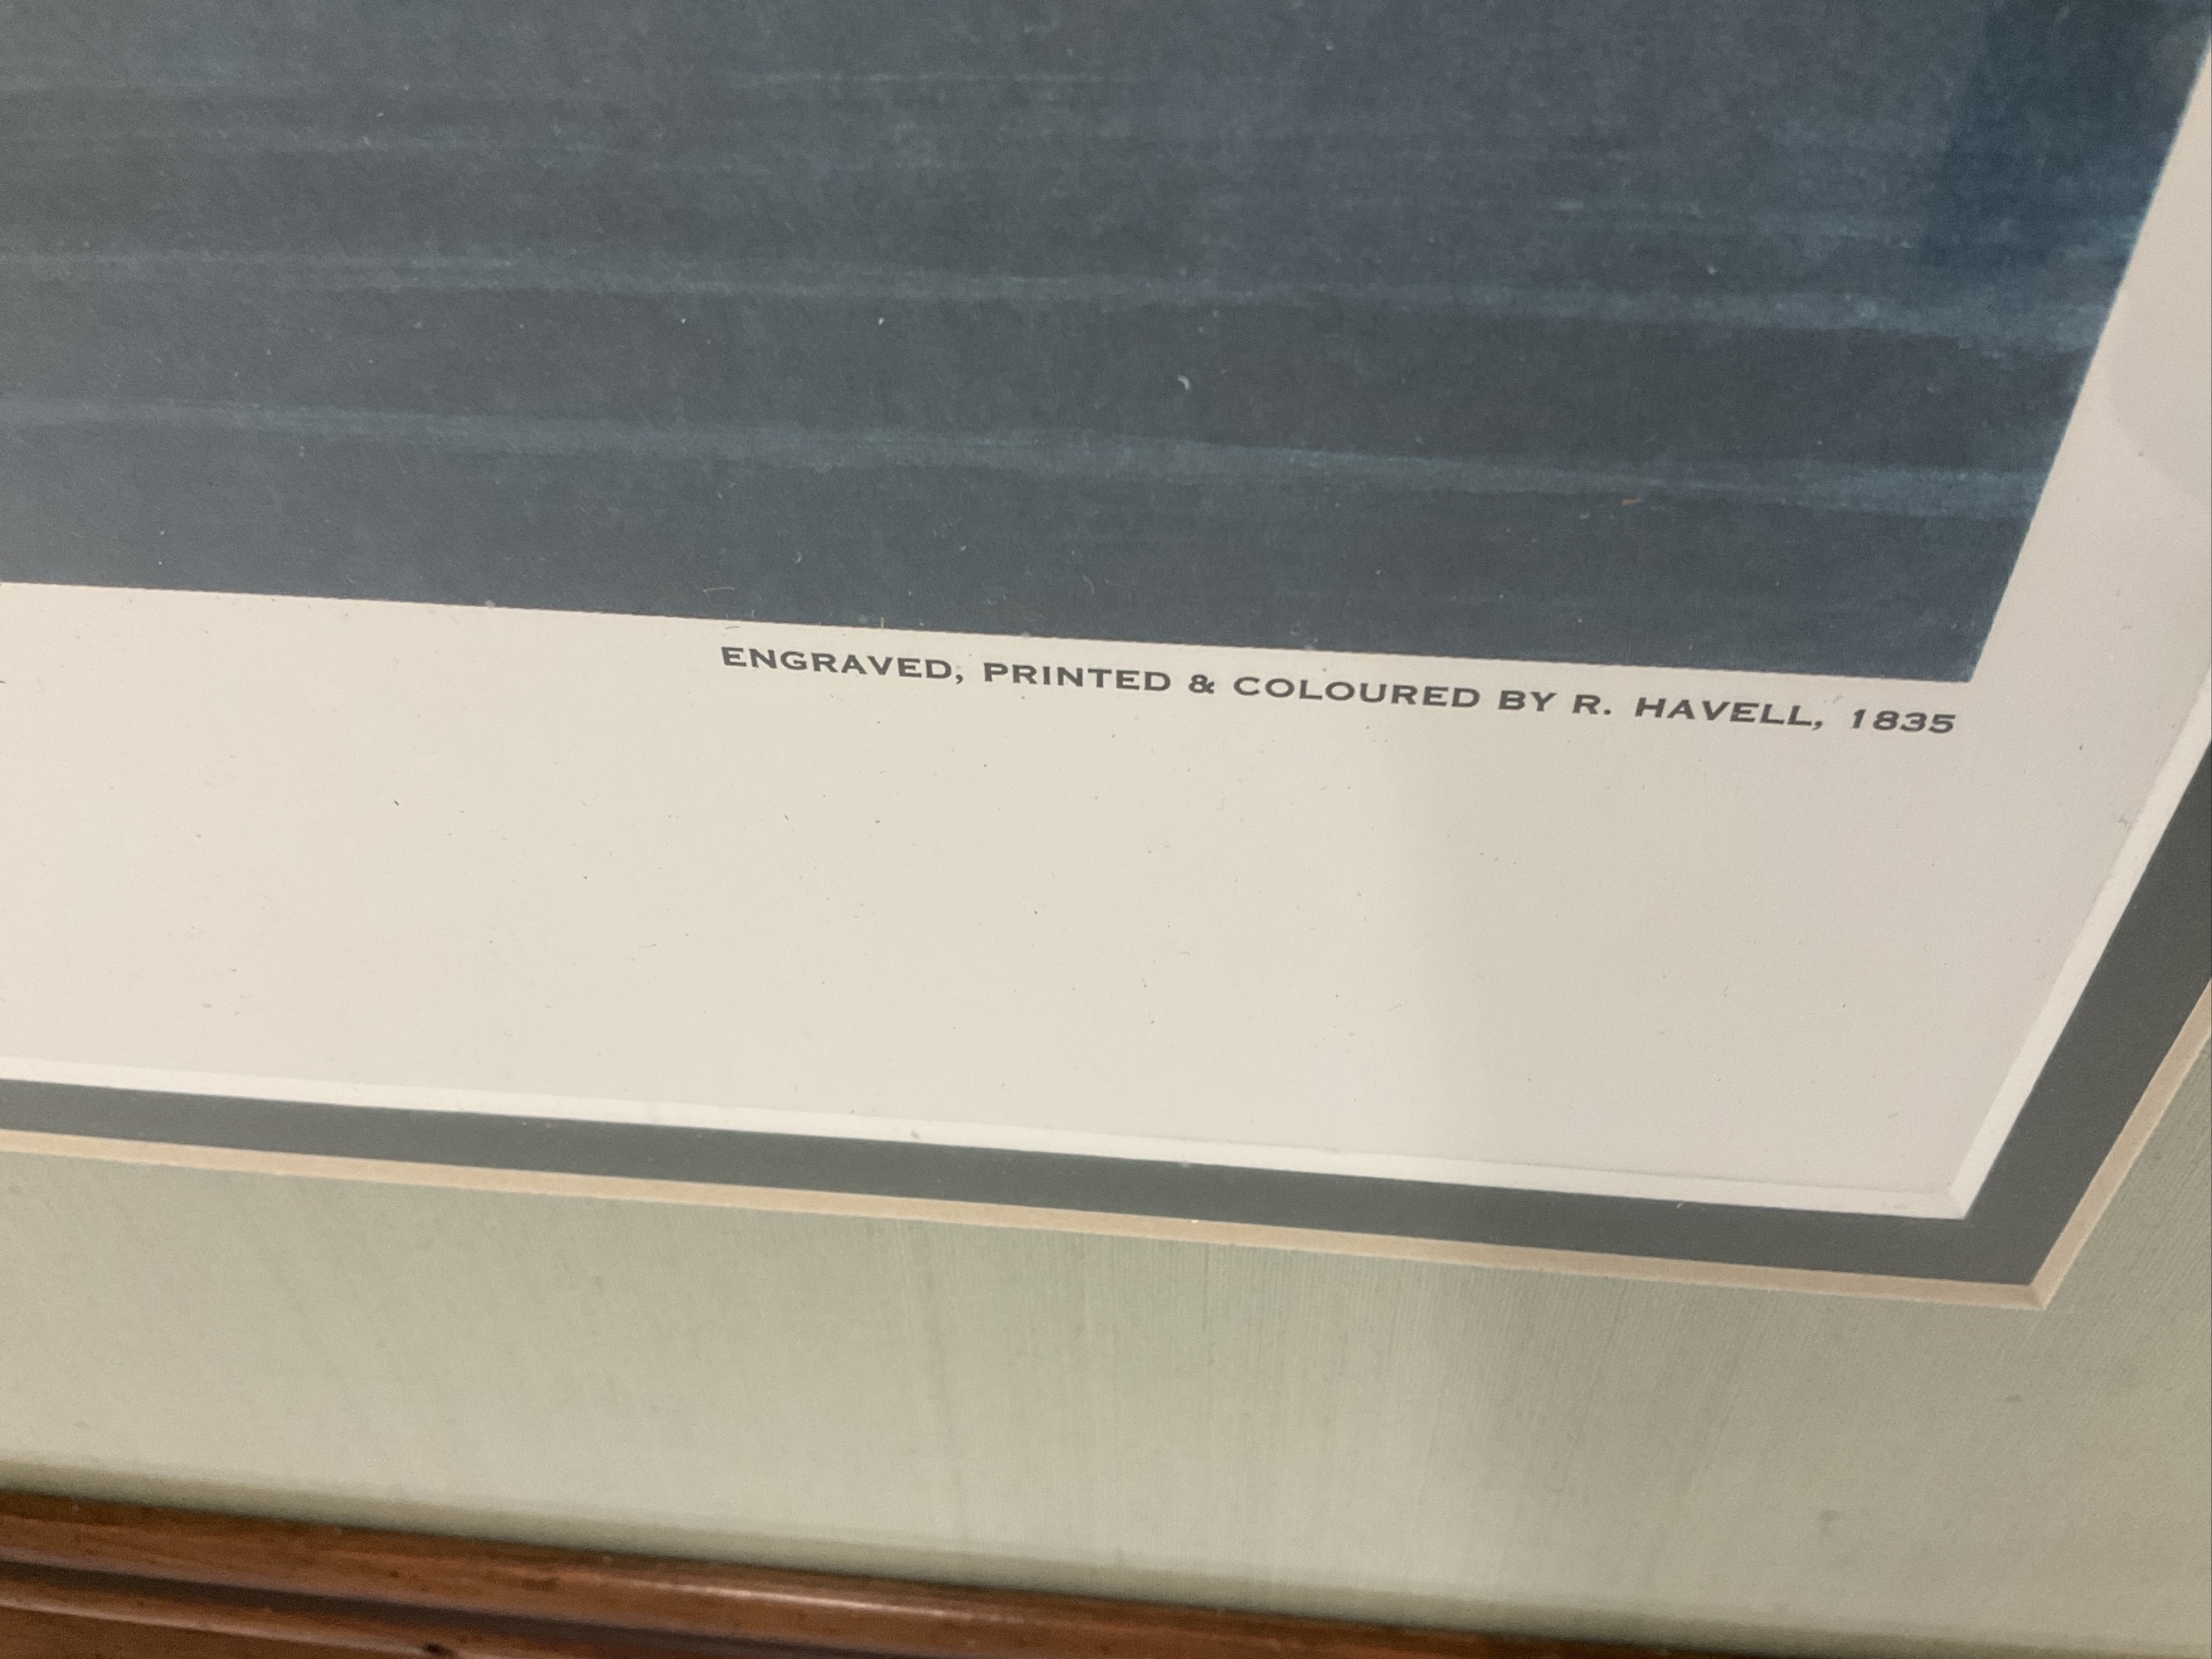 ENGRAVED, PRINTED & COLOURED BY R. HAVELL, 1835